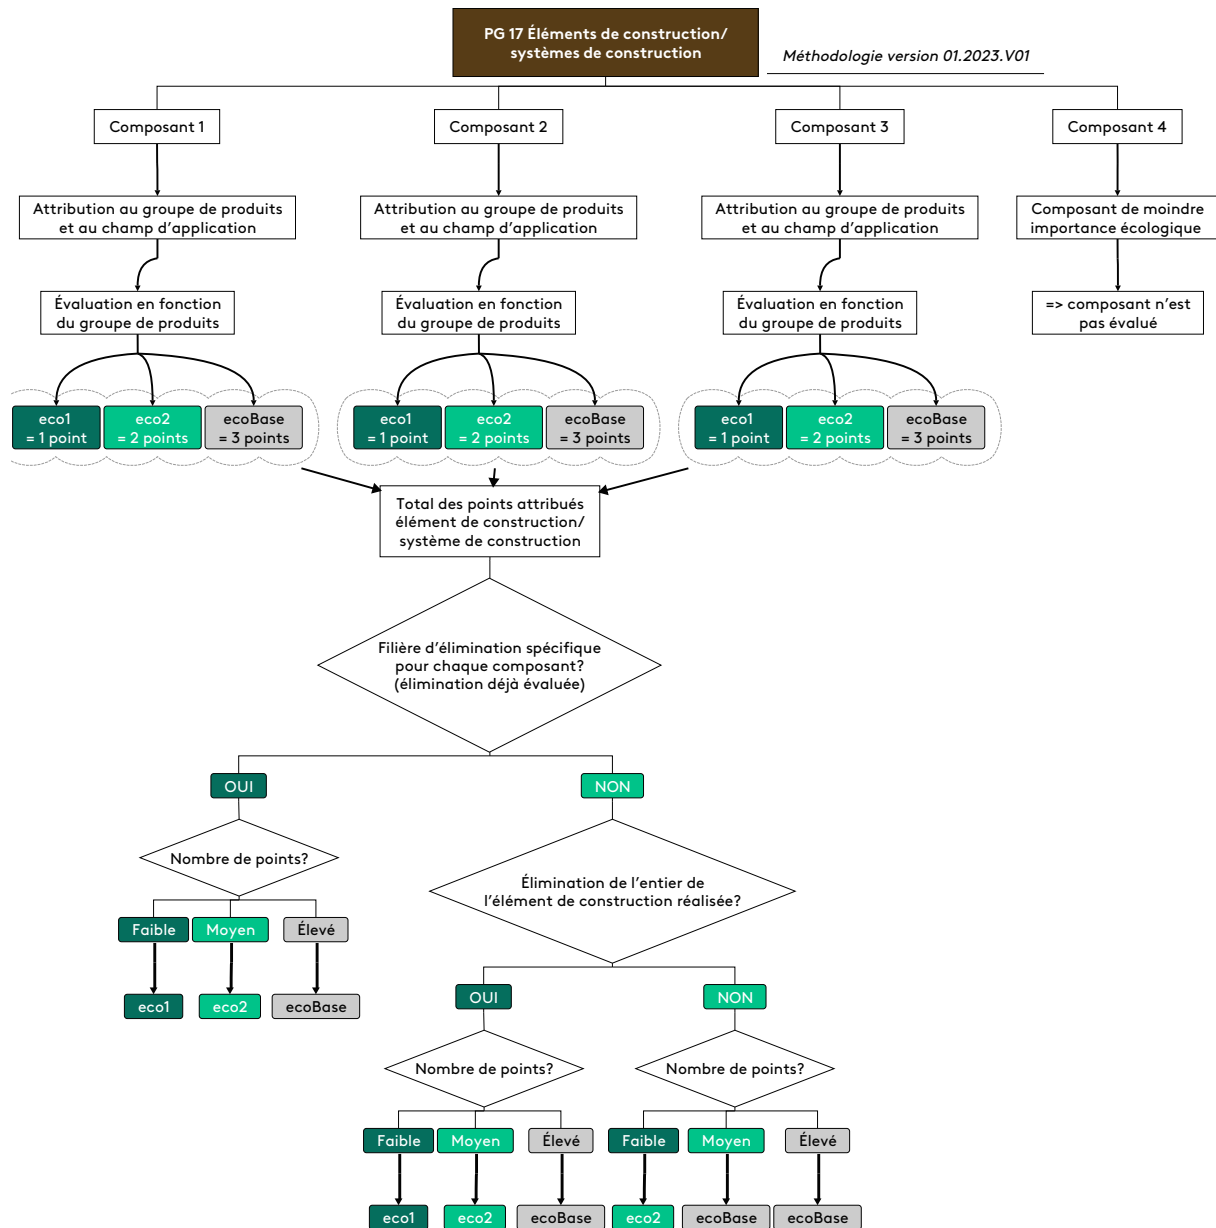 PG 17 Éléments de construction/
systèmes de construction
Méthodologie version 01.2023.V01
Composant 1
Composant 2
Composant 3
Composant 4
Attribution au groupe de produits
et au champ d'application
Attribution au groupe de produits
et au champ d'application
Attribution au groupe de produits
et au champ d'application
Composant de moindre
importance écologique
Évaluation en fonction
du groupe de produits
Évaluation en fonction
du groupe de produits
Évaluation en fonction
du groupe de produits
=> composant n'est
pas évalué
eco1
= 1 point
eco2
= 2 points
ecoBase
= 3 points
eco1
= 1 point
eco2
= 2 points
ecoBase
= 3 points
eco1
= 1 point
eco2
= 2 points
ecoBase
= 3 points
Total des points attribués
élément de construction/
système de construction
Filière d'élimination spécifique
pour chaque composant?
(élimination déjà évaluée)
OUI
NON
Nombre de points?
Élimination de l'entier de
l'élément de construction réalisée?
Faible
Moyen
Élevé
eco1
eco2
ecoBase
OUI
NON
Nombre de points?
Nombre de points?
Faible
Moyen
Élevé
Faible
Moyen
Élevé
eco1
eco2
ecoBase
eco2
ecoBase
ecoBase